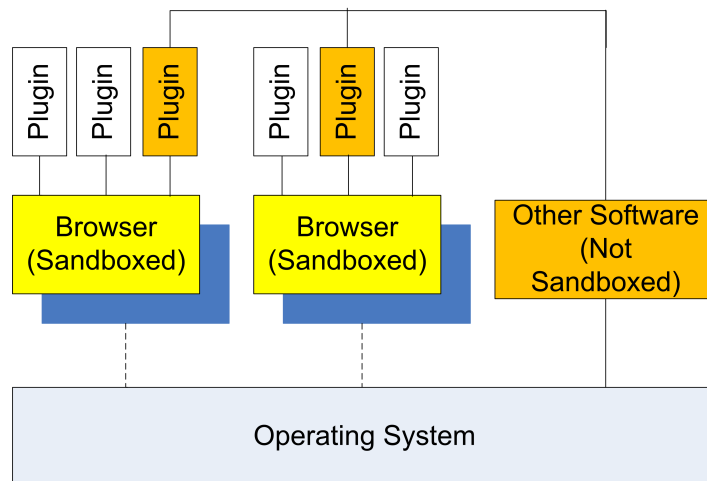 Plugin
Plugin
Plugin
Plugin
Plugin
Plugin
Browser
(Sandboxed)
Browser
(Sandboxed)
Other Software
(Not
Sandboxed)
Operating System